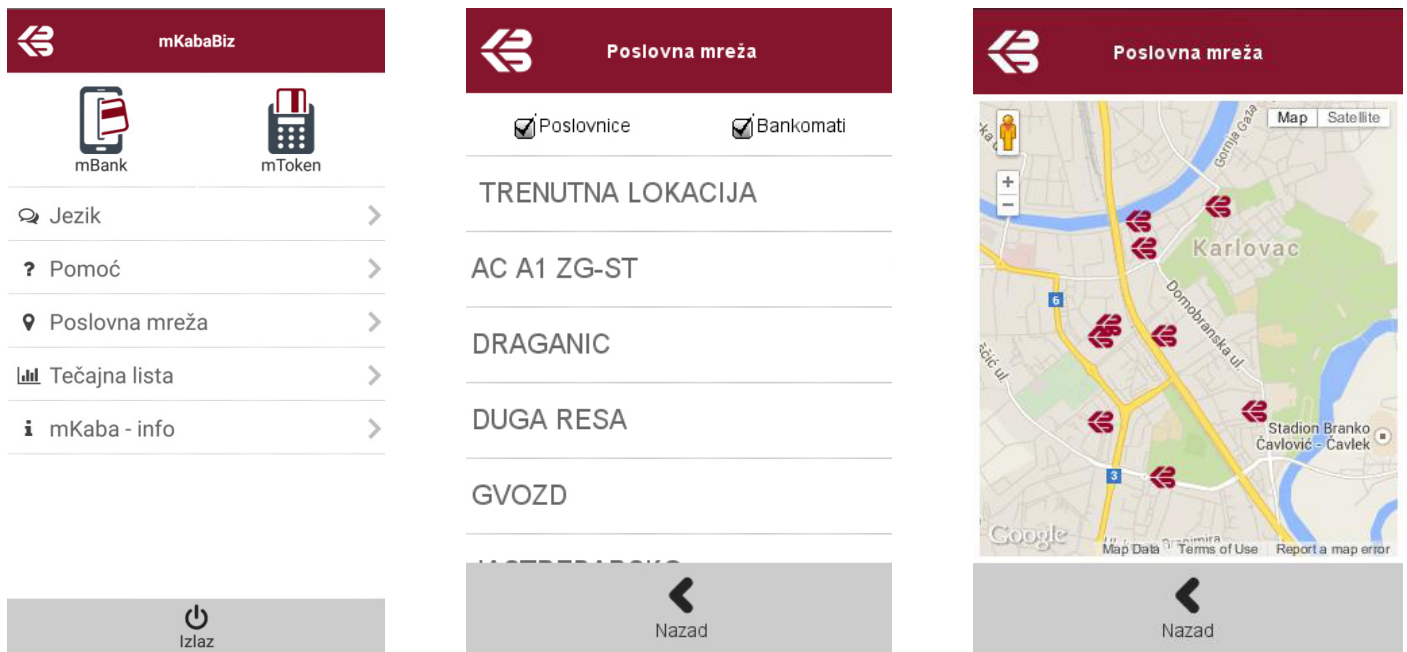 mKabaBiz
mBank
mToken
Jezik
Pomoć
Poslovna mreža
Tečajna lista
mKaba - info
Izlaz
Poslovna mreža
Poslovnice
Bankomati
TRENUTNA LOKACIJA
AC A1 ZG-ST
DRAGANIC
DUGA RESA
GVOZD
Nazad
Poslovna mreža
Map
Satellite
Gornja Gaza
Karlovac
6
Domobranska ul.
Stadion Branko
Čavlović - Čavlek
3
Google
Map Data
Terms of Use
Report a map error
Nazad